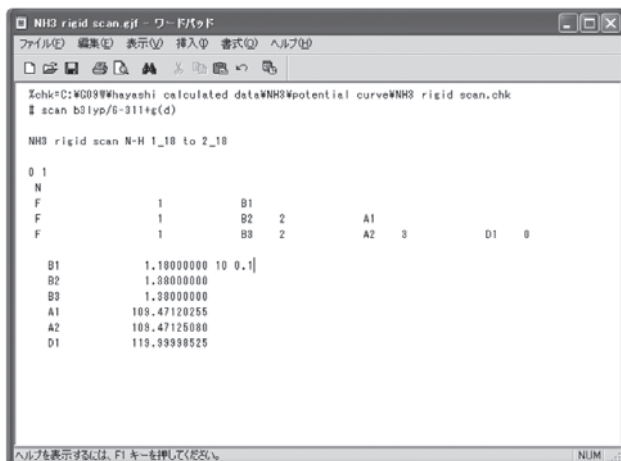 NH3 rigid scan.gjf - ワードパッド
ファイル(F) 編集(E) 表示(V) 挿入(I) 書式(O) ヘルプ(H)
%chk=C:¥G09W¥hayashi calculated data¥NH3¥potential curve¥NH3 rigid scan.chk
# scan b3lyp/6-311+g(d)
NH3 rigid scan N-H 1_18 to 2_18
0 1
N
F 1 B1
F 1 B2 2 A1
F 1 B3 2 A2 3 D1 0
B1 1.18000000 10 0.1
B2 1.38000000
B3 1.38000000
A1 109.47120255
A2 109.47125080
D1 119.99998525
ヘルプを表示するには、F1 キーを押してください。 NUM